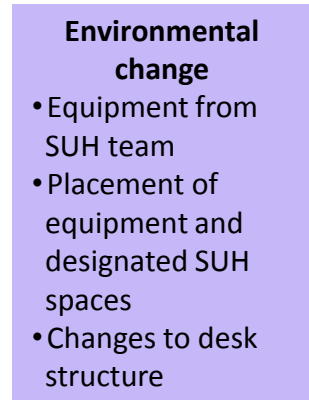 Environmental
change
•Equipment from
SUH team
•Placement of
equipment and
designated SUH
spaces
•Changes to desk
structure